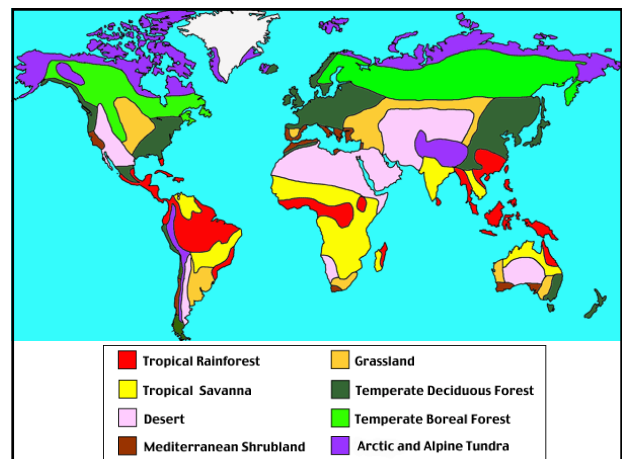 Tropical Rainforest
Grassland
Tropical Savanna
Temperate Deciduous Forest
Desert
Temperate Boreal Forest
Mediterranean Shrubland
Arctic and Alpine Tundra